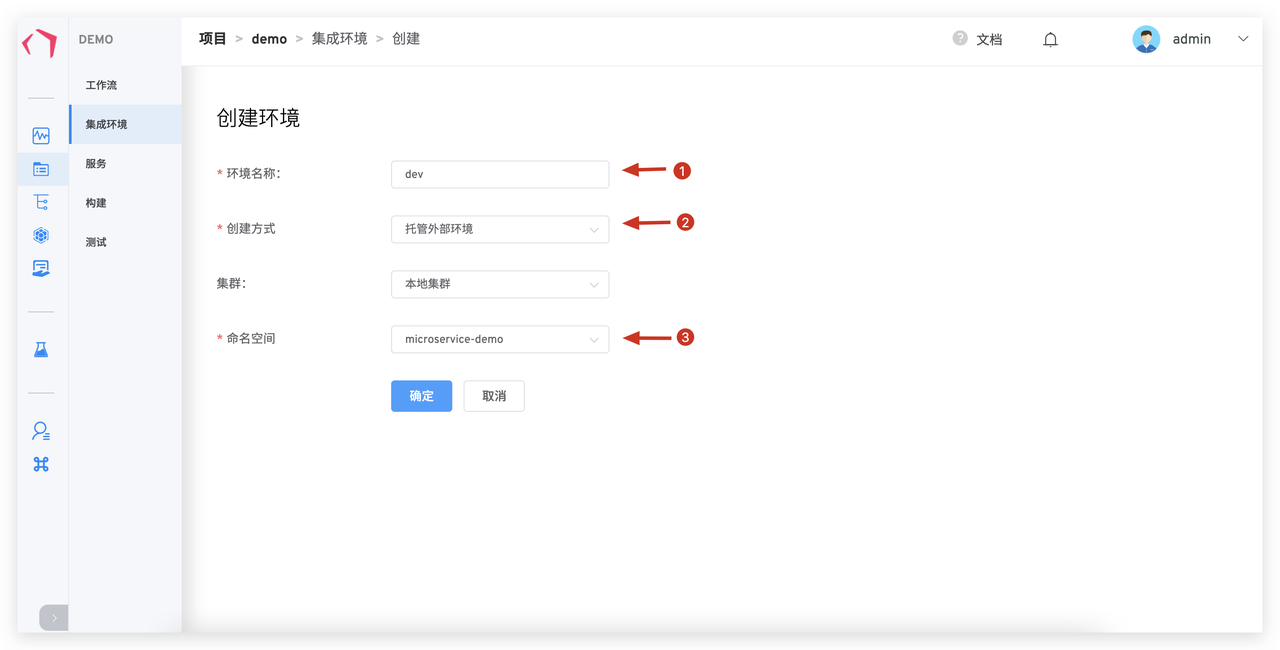 DEMO
工作流
集成环境
服务
构建
测试
项目 > demo > 集成环境 > 创建
? 文档
admin
创建环境
* 环境名称:
dev
1
* 创建方式
托管外部环境
2
集群:
本地集群
* 命名空间
microservice-demo
3
确定
取消